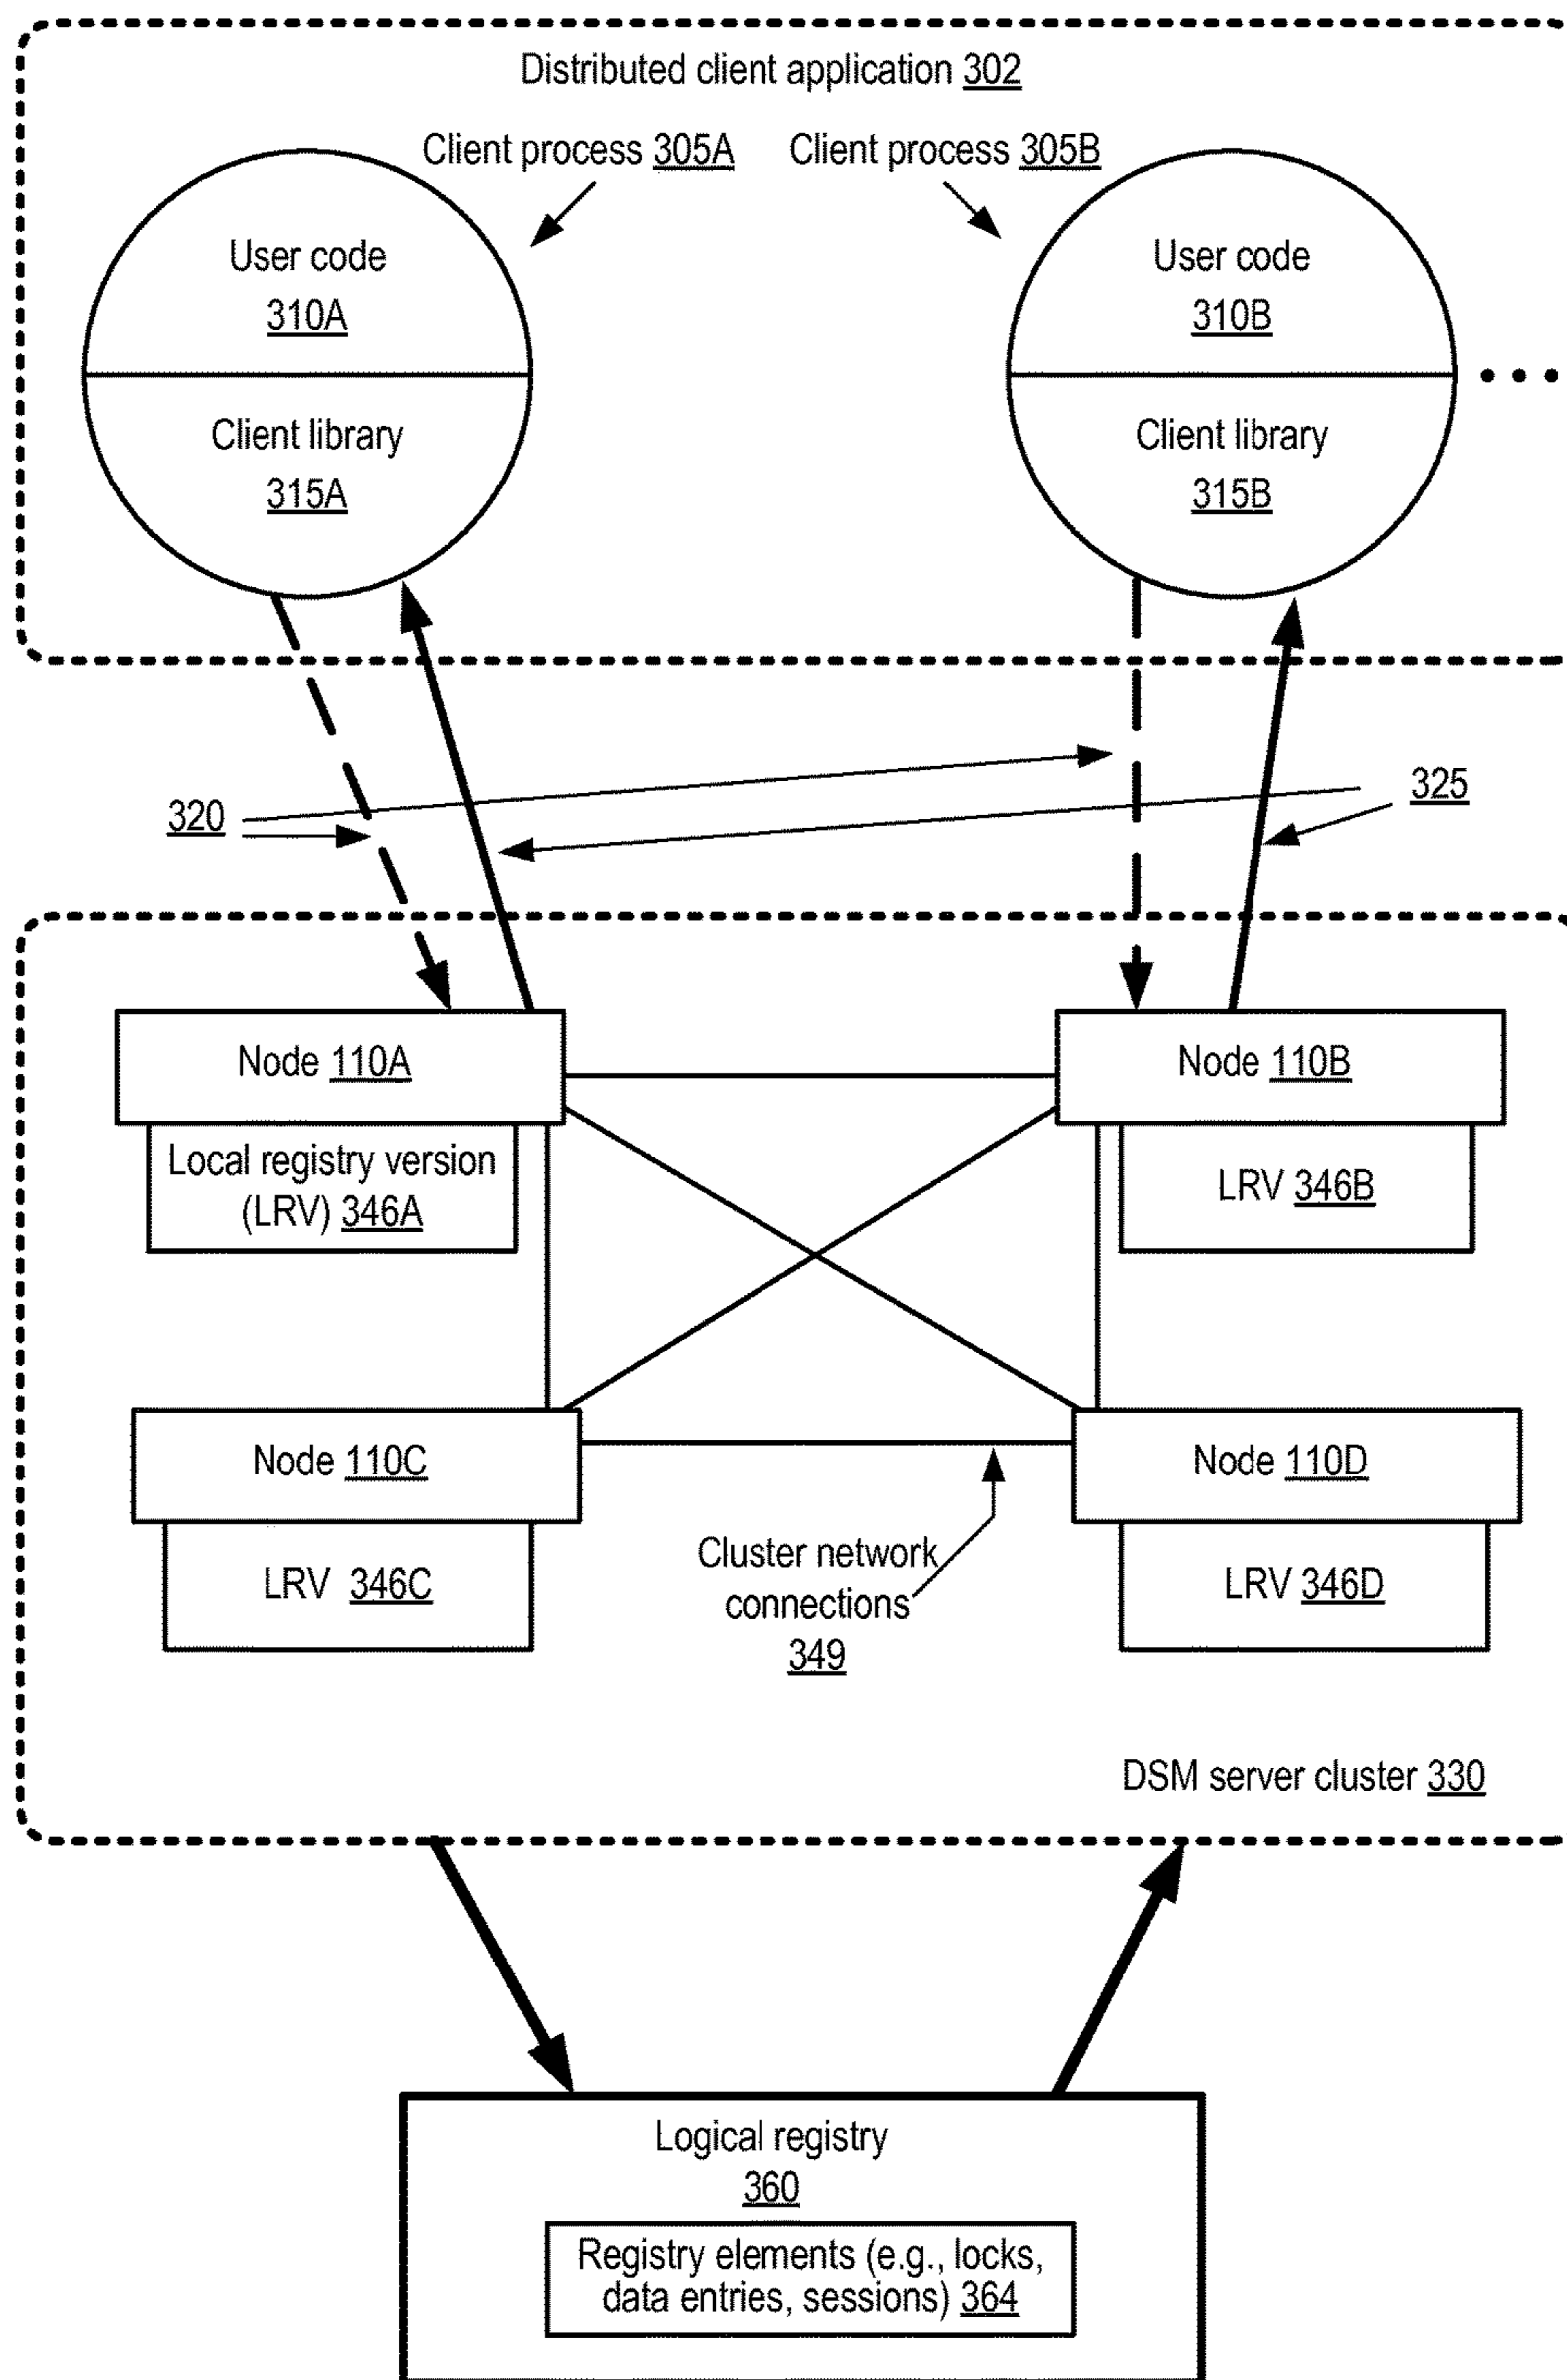 Distributed client application 302
Client process 305A
Client process 305B
User code
310A
User code
310B
Client library
315A
Client library
315B
320
325
Node 110A
Node 110B
Local registry version
(LRV) 346A
LRV 346B
Node 110C
Node 110D
LRV 346C
LRV 346D
Cluster network
connections
349
DSM server cluster 330
Logical registry
360
Registry elements (e.g., locks,
data entries, sessions) 364